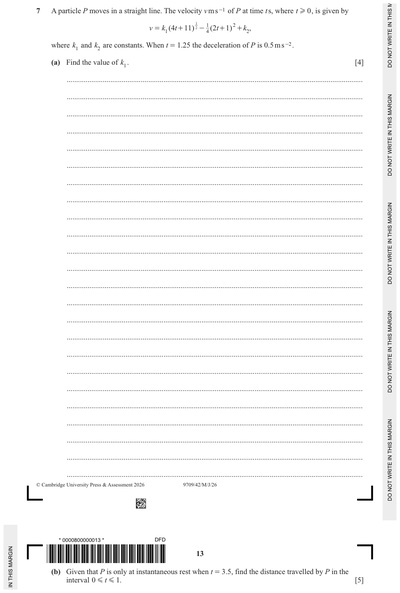 7 A particle P moves in a straight line. The velocity v m s⁻¹ of P at time t s, where t ⩾ 0, is given by
v = k₁(4t + 11)^½ − ¼(2t + 1)² + k₂,
where k₁ and k₂ are constants. When t = 1.25 the deceleration of P is 0.5 m s⁻².
(a) Find the value of k₁. [4]
© Cambridge University Press & Assessment 2026 9709/42/M/J/26
DO NOT WRITE IN THIS M
DO NOT WRITE IN THIS MARGIN
DO NOT WRITE IN THIS MARGIN
DO NOT WRITE IN THIS MARGIN
DO NOT WRITE IN THIS MARGIN
IN THIS MARGIN
* 0000800000013 * DFD
13
(b) Given that P is only at instantaneous rest when t = 3.5, find the distance travelled by P in the
interval 0 ⩽ t ⩽ 1. [5]